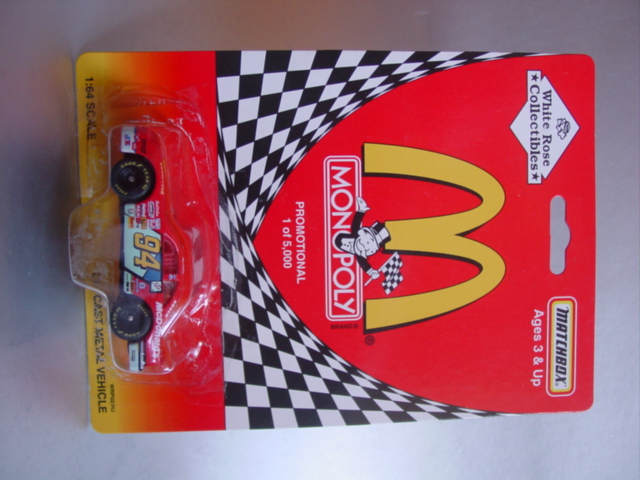 White Rose
Collectibles
MATCHBOX
Ages 3 & Up
M
MONOPOLY
BRAND®
®
PROMOTIONAL
1 of 5,000
94
McDonald's
1:64 SCALE
CAST METAL VEHICLE